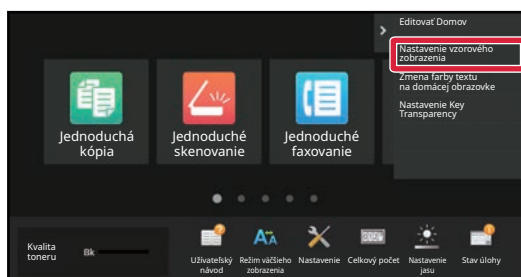 Editovať Domov
Nastavenie vzorového
zobrazenia
Zmena farby textu
na domácej obrazovke
Nastavenie Key
Transparency
Jednoduchá
kópia
Jednoduché
skenovanie
Jednoduché
faxovanie
Kvalita
toneru
Bk
Užívateľský
návod
Režim väčšieho
zobrazenia
Nastavenie
Celkový počet
Nastavenie
jasu
Stav úlohy